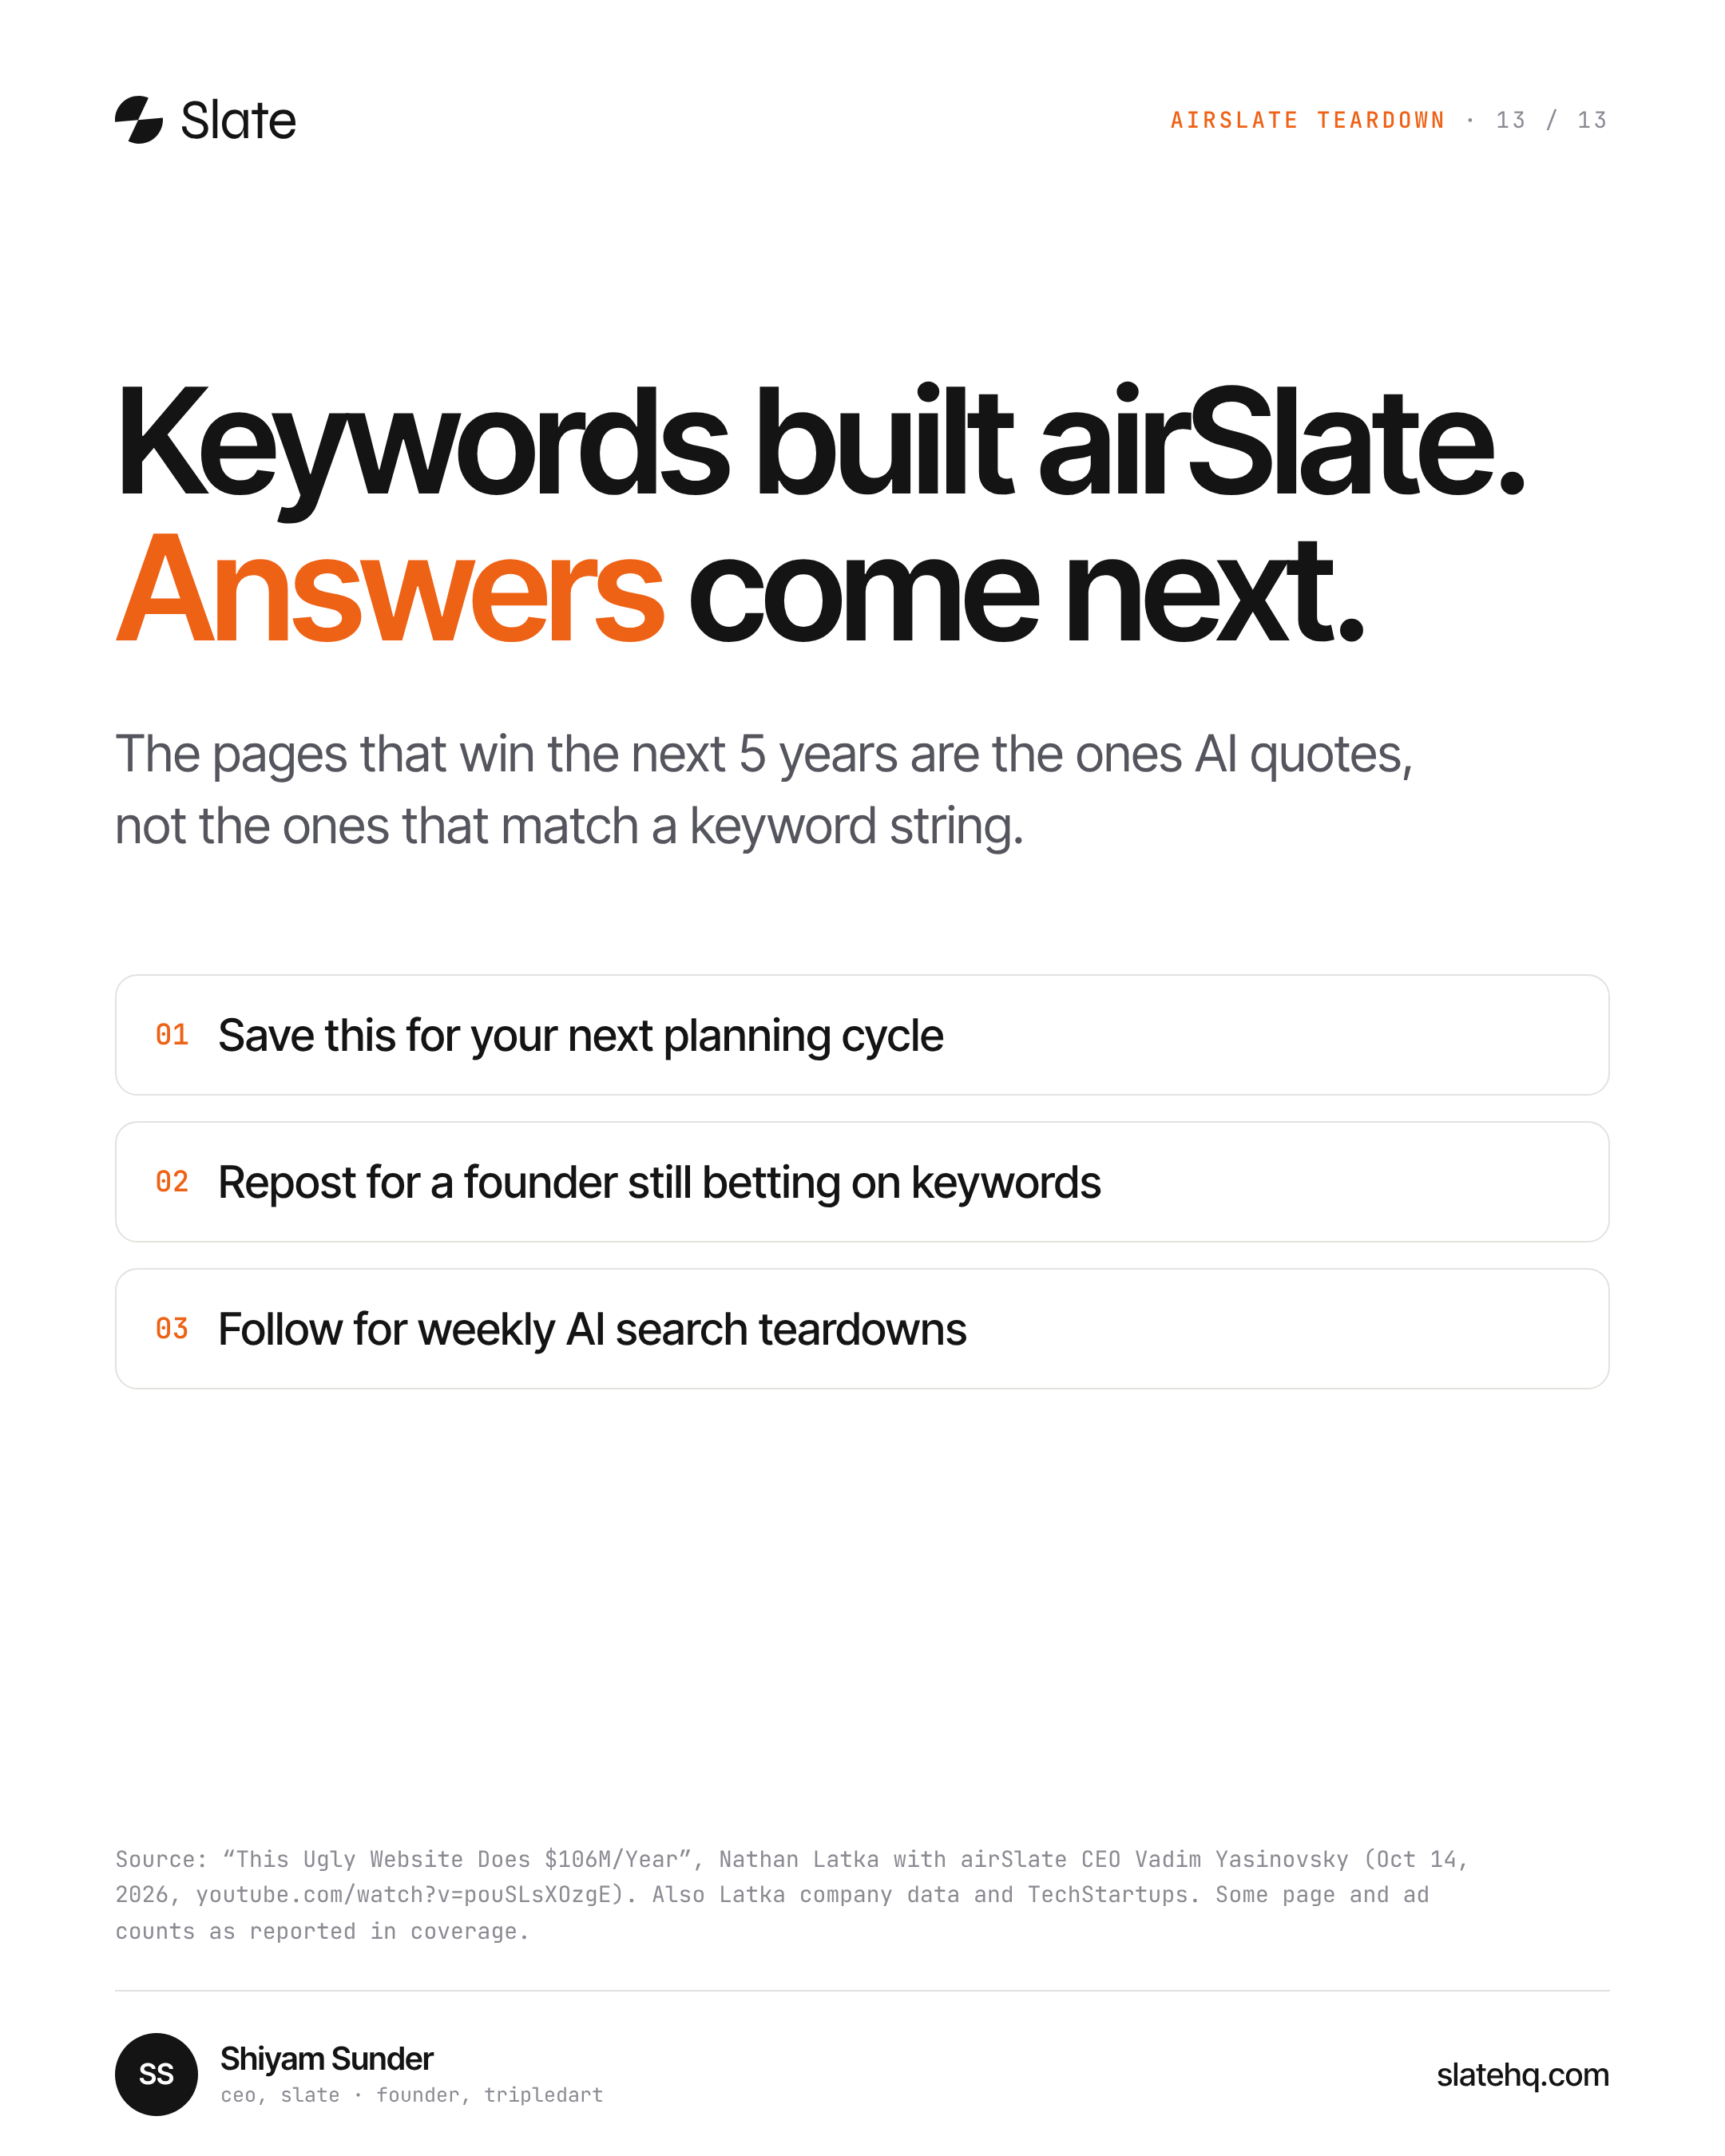 Slate
AIRSLATE TEARDOWN · 13 / 13
Keywords built airSlate.
Answers come next.
The pages that win the next 5 years are the ones AI quotes,
not the ones that match a keyword string.
01 Save this for your next planning cycle
02 Repost for a founder still betting on keywords
03 Follow for weekly AI search teardowns
Source: “This Ugly Website Does $106M/Year”, Nathan Latka with airSlate CEO Vadim Yasinovsky (Oct 14,
2026, youtube.com/watch?v=pouSLsXOzgE). Also Latka company data and TechStartups. Some page and ad
counts as reported in coverage.
SS
Shiyam Sunder
ceo, slate · founder, tripledart
slatehq.com